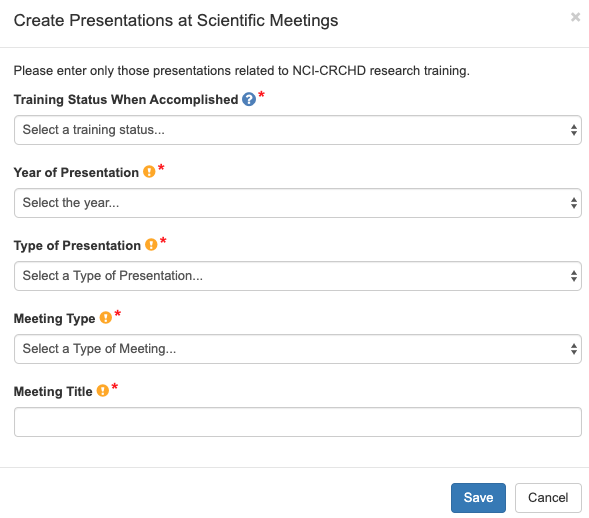 Create Presentations at Scientific Meetings ×
Please enter only those presentations related to NCI-CRCHD research training.
Training Status When Accomplished ? *
Select a training status...
Year of Presentation ! *
Select the year...
Type of Presentation ! *
Select a Type of Presentation...
Meeting Type ! *
Select a Type of Meeting...
Meeting Title ! *
Save Cancel